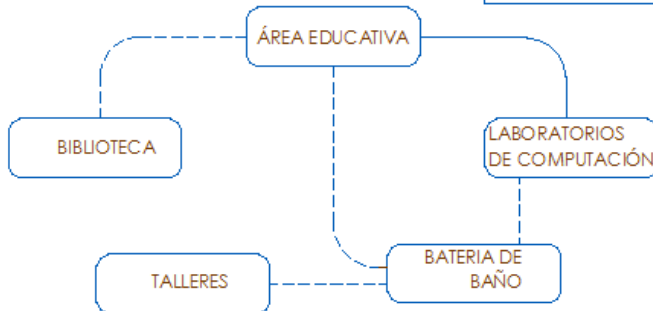 ÁREA EDUCATIVA
BIBLIOTECA
LABORATORIOS
DE COMPUTACIÓN
BATERIA DE
BAÑO
TALLERES